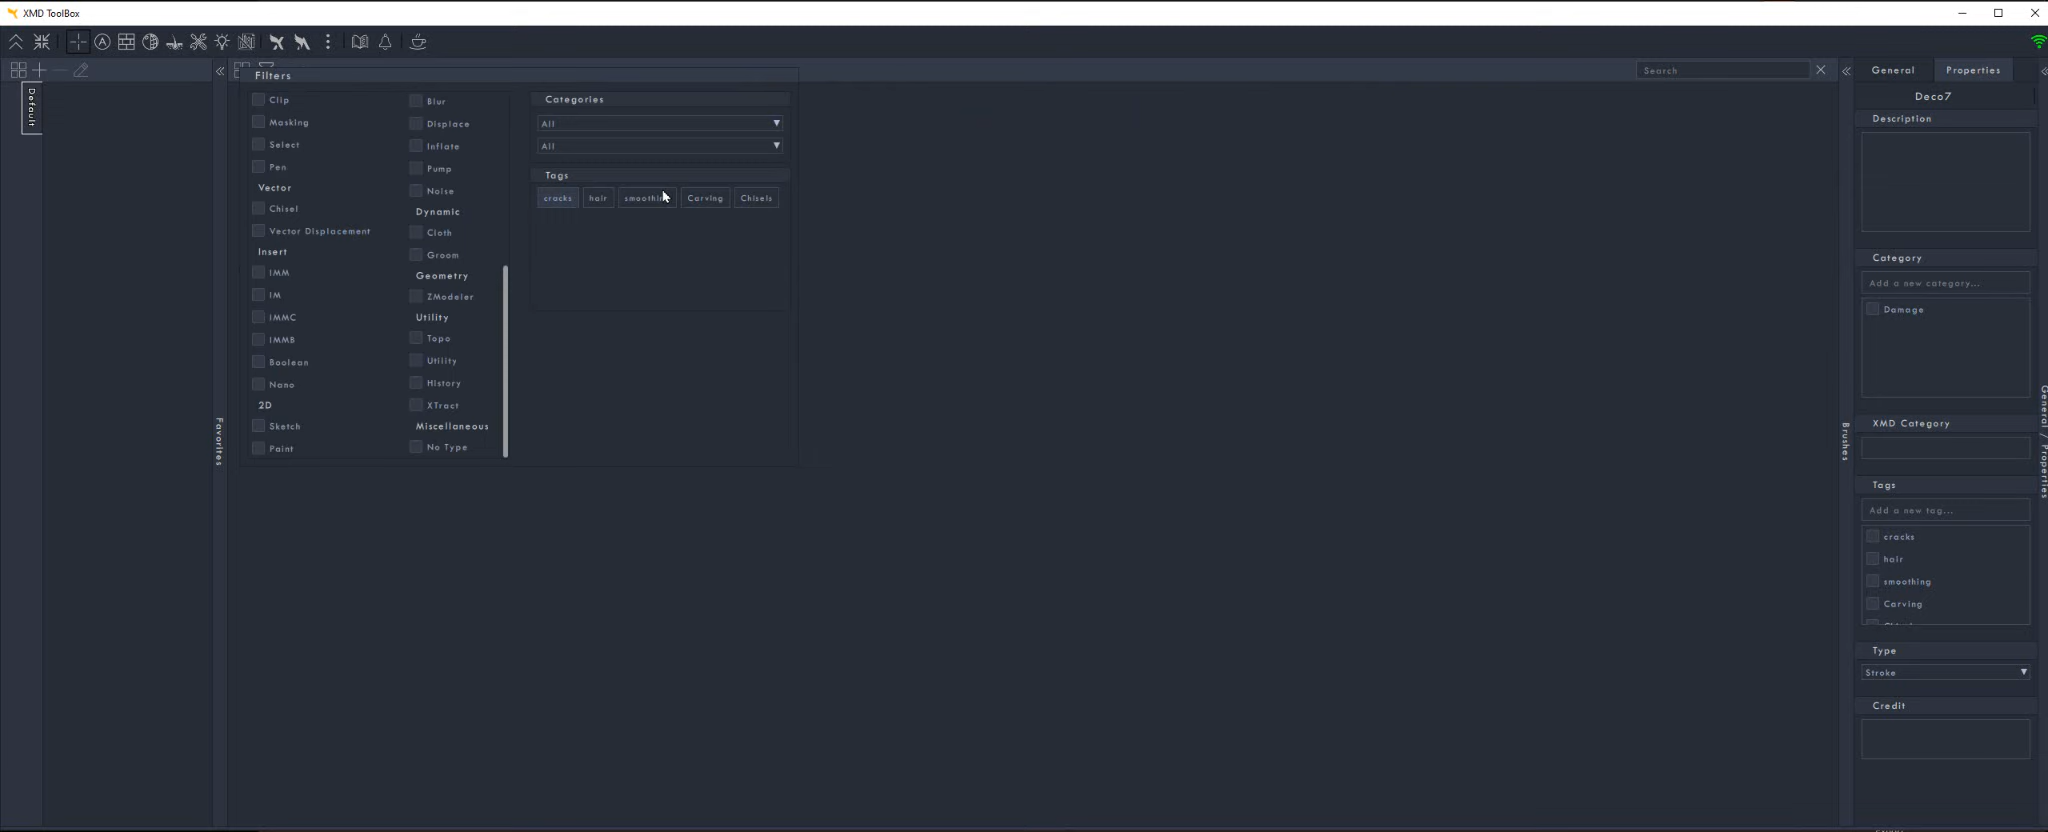 XMD ToolBox
Search
General
Properties
Default
Favorites
Filters
Clip
Masking
Select
Pen
Vector
Chisel
Vector Displacement
Insert
IMM
IM
IMMC
IMMB
Boolean
Nano
2D
Sketch
Paint
Blur
Displace
Inflate
Pump
Noise
Dynamic
Cloth
Groom
Geometry
ZModeler
Utility
Topo
Utility
History
XTract
Miscellaneous
No Type
Categories
All
All
Tags
cracks hair smoothing Carving Chisels
Brushes
Deco7
Description
Category
Add a new category...
Damage
XMD Category
Tags
Add a new tag...
cracks
hair
smoothing
Carving
Type
Stroke
Credit
General / Properties